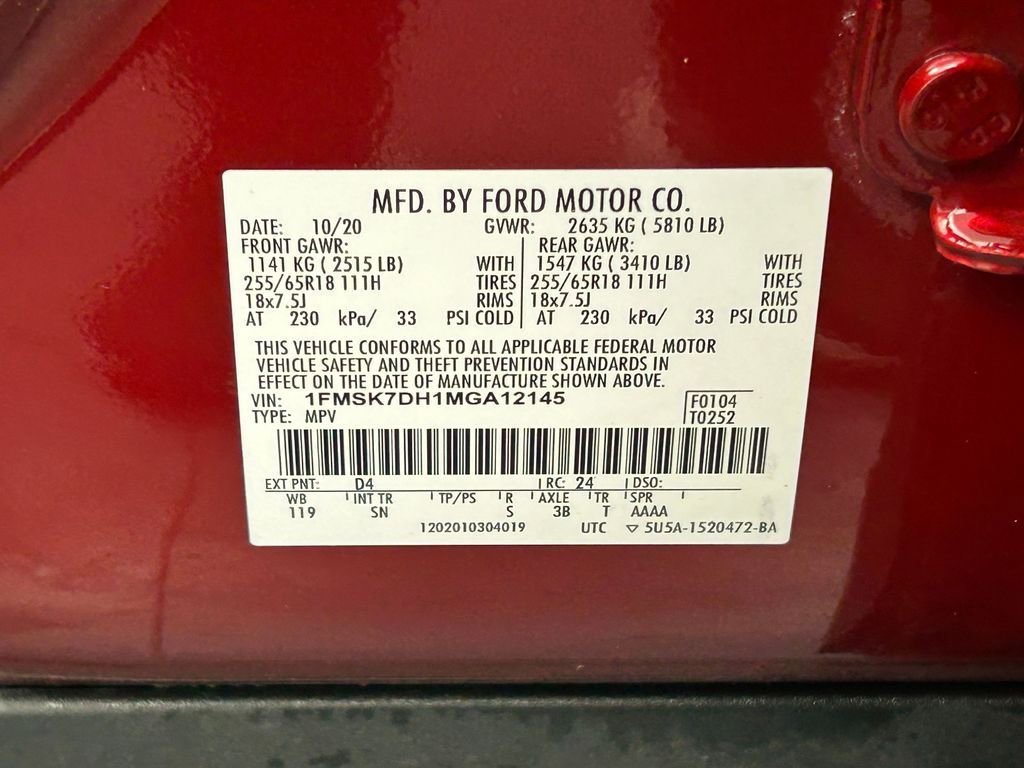 MFD. BY FORD MOTOR CO.
DATE: 10/20 GVWR: 2635 KG ( 5810 LB)
FRONT GAWR: REAR GAWR:
1141 KG ( 2515 LB) WITH 1547 KG ( 3410 LB) WITH
255/65R18 111H TIRES 255/65R18 111H TIRES
18x7.5J RIMS 18x7.5J RIMS
AT 230 kPa/ 33 PSI COLD AT 230 kPa/ 33 PSI COLD
THIS VEHICLE CONFORMS TO ALL APPLICABLE FEDERAL MOTOR
VEHICLE SAFETY AND THEFT PREVENTION STANDARDS IN
EFFECT ON THE DATE OF MANUFACTURE SHOWN ABOVE.
VIN: 1FMSK7DH1MGA12145 F0104
TYPE: MPV T0252
EXT PNT: D4 RC: 24 DSO:
WB INT TR TP/PS R AXLE TR SPR
119 SN S 3B T AAAA
1202010304019 UTC ▽ 5U5A-1520472-BA